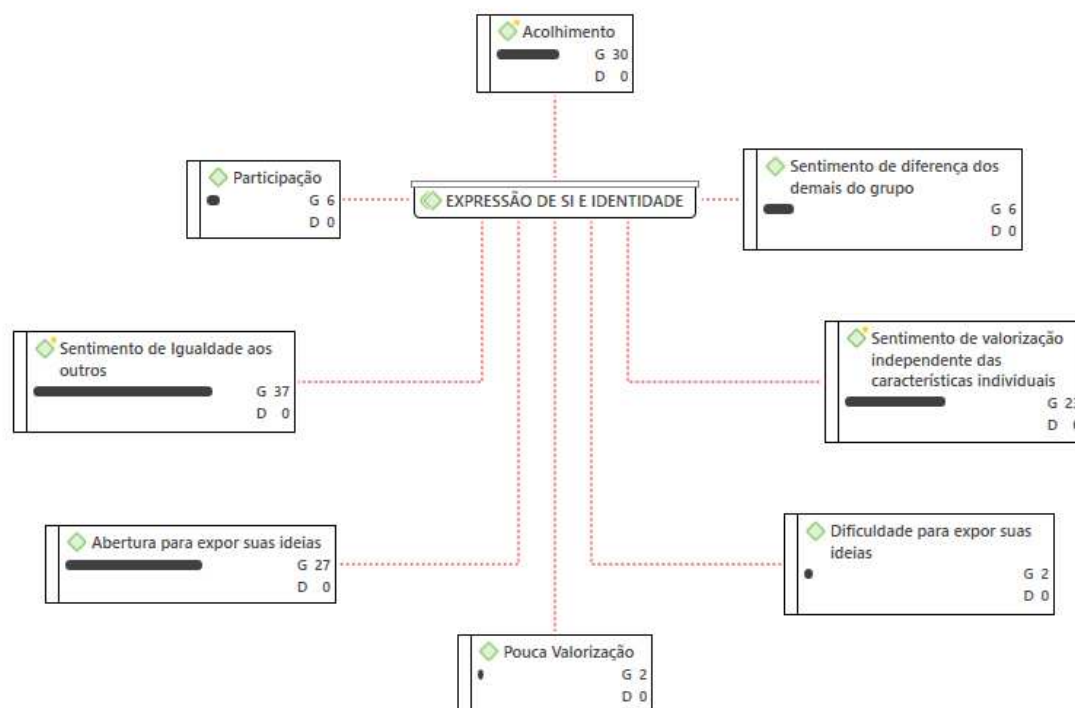 Acolhimento
G 30
D 0
Participação
G 6
D 0
EXPRESSÃO DE SI E IDENTIDADE
Sentimento de diferença dos
demais do grupo
G 6
D 0
Sentimento de Igualdade aos
outros
G 37
D 0
Sentimento de valorização
independente das
características individuais
G 23
D 0
Abertura para expor suas ideias
G 27
D 0
Dificuldade para expor suas
ideias
G 2
D 0
Pouca Valorização
G 2
D 0